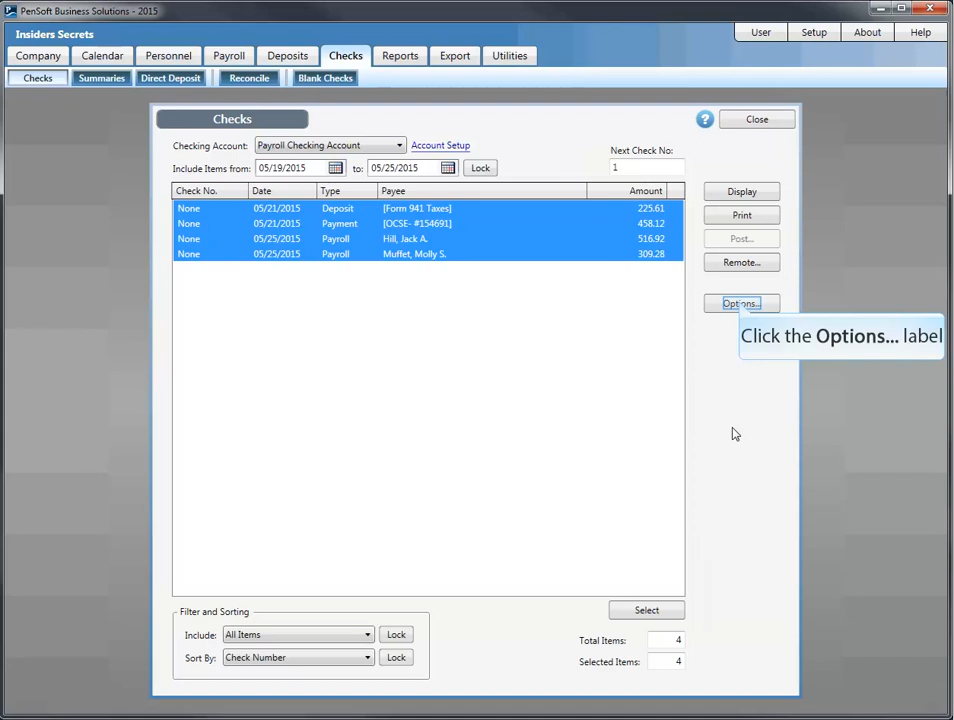 PenSoft Business Solutions - 2015
Insiders Secrets
User Setup About Help
Company Calendar Personnel Payroll Deposits Checks Reports Export Utilities
Checks Summaries Direct Deposit Reconcile Blank Checks
Checks
? Close
Checking Account: Payroll Checking Account Account Setup
Next Check No:
Include Items from: 05/19/2015 to: 05/25/2015 Lock
1
Check No. Date Type Payee Amount
None 05/21/2015 Deposit [Form 941 Taxes] 225.61
None 05/21/2015 Payment [OCSE- #154691] 458.12
None 05/25/2015 Payroll Hill, Jack A. 516.92
None 05/25/2015 Payroll Muffet, Molly S. 309.28
Display
Print
Post...
Remote...
Options...
Click the Options... label
Select
Filter and Sorting
Include: All Items Lock
Sort By: Check Number Lock
Total Items: 4
Selected Items: 4